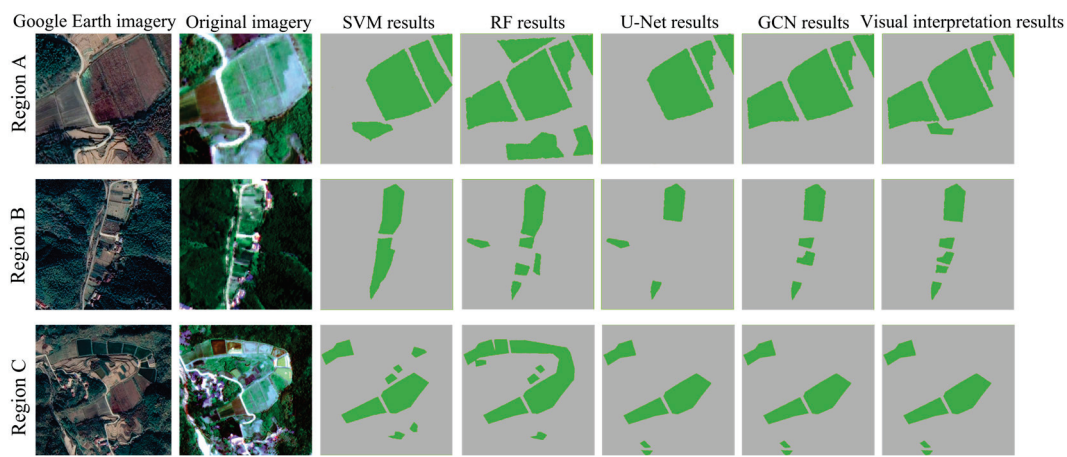 Google Earth imagery Original imagery SVM results RF results U-Net results GCN results Visual interpretation results
Region A
Region B
Region C